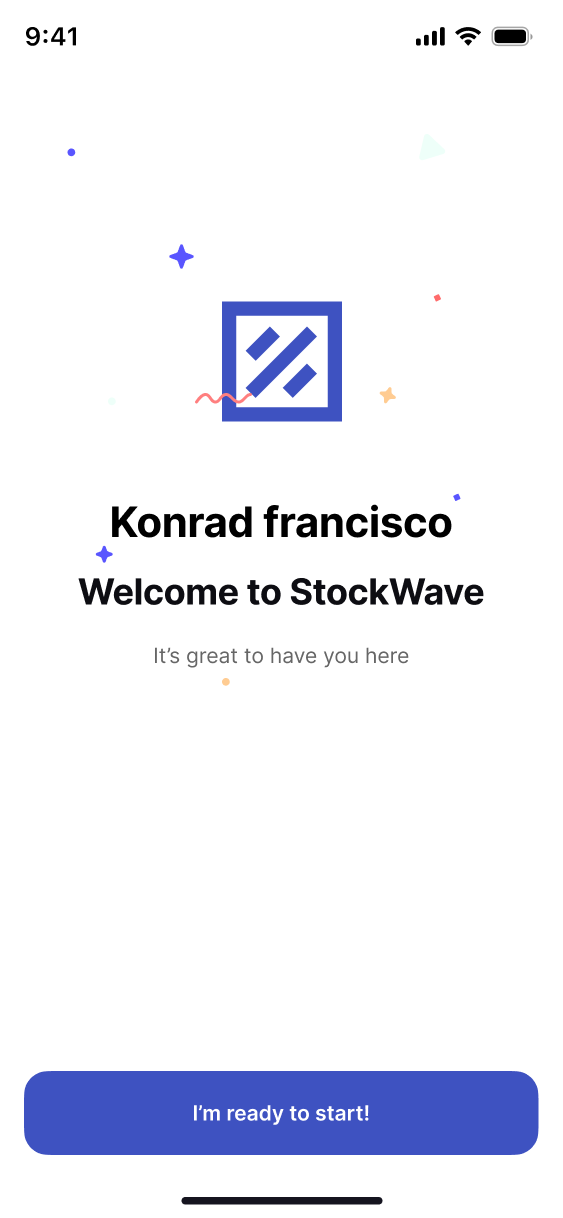 9:41
Konrad francisco
Welcome to StockWave
It’s great to have you here
I’m ready to start!